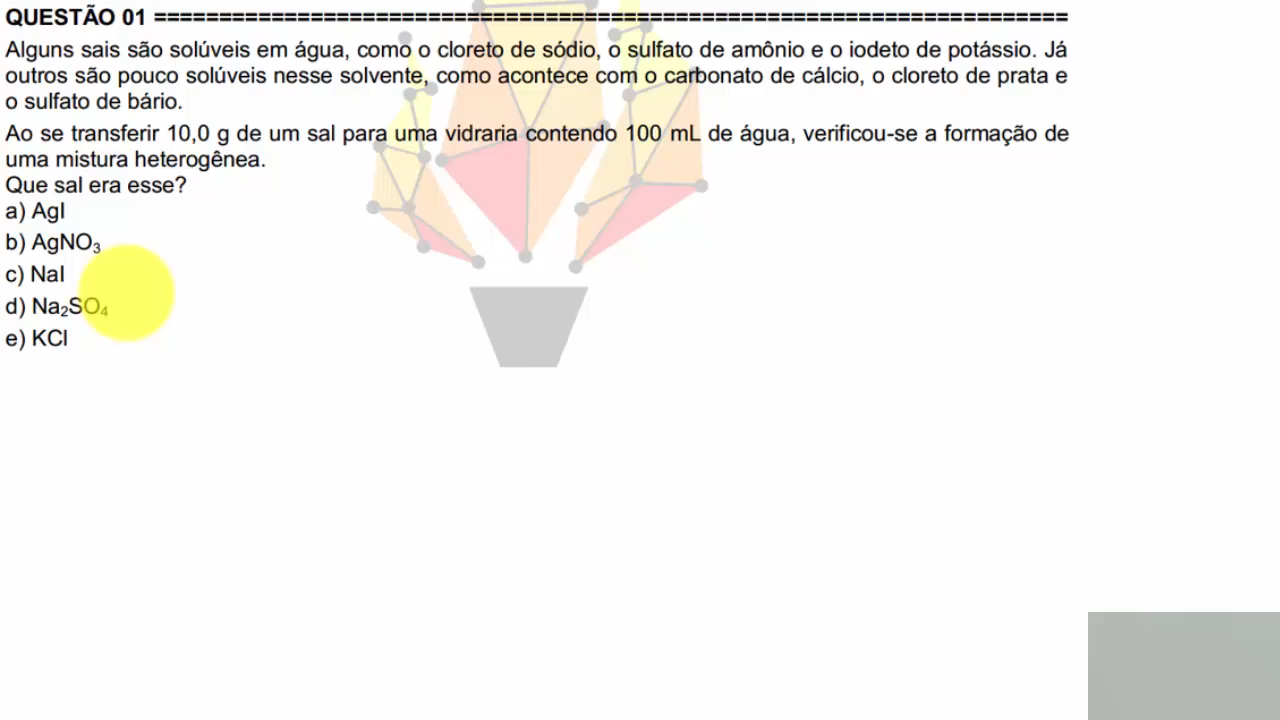 QUESTÃO 01 ======================================================================
Alguns sais são solúveis em água, como o cloreto de sódio, o sulfato de amônio e o iodeto de potássio. Já
outros são pouco solúveis nesse solvente, como acontece com o carbonato de cálcio, o cloreto de prata e
o sulfato de bário.
Ao se transferir 10,0 g de um sal para uma vidraria contendo 100 mL de água, verificou-se a formação de
uma mistura heterogênea.
Que sal era esse?
a) AgI
b) AgNO₃
c) NaI
d) Na₂SO₄
e) KCl